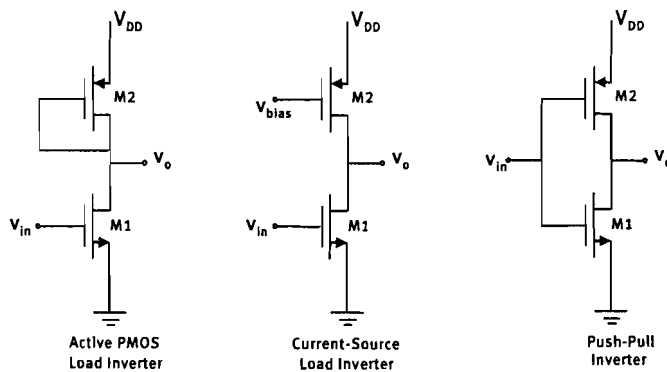 V_DD
M2
V_o
V_in
M1
Active PMOS
Load Inverter
V_DD
V_bias
M2
V_o
V_in
M1
Current-Source
Load Inverter
V_DD
M2
V_in
V_o
M1
Push-Pull
Inverter